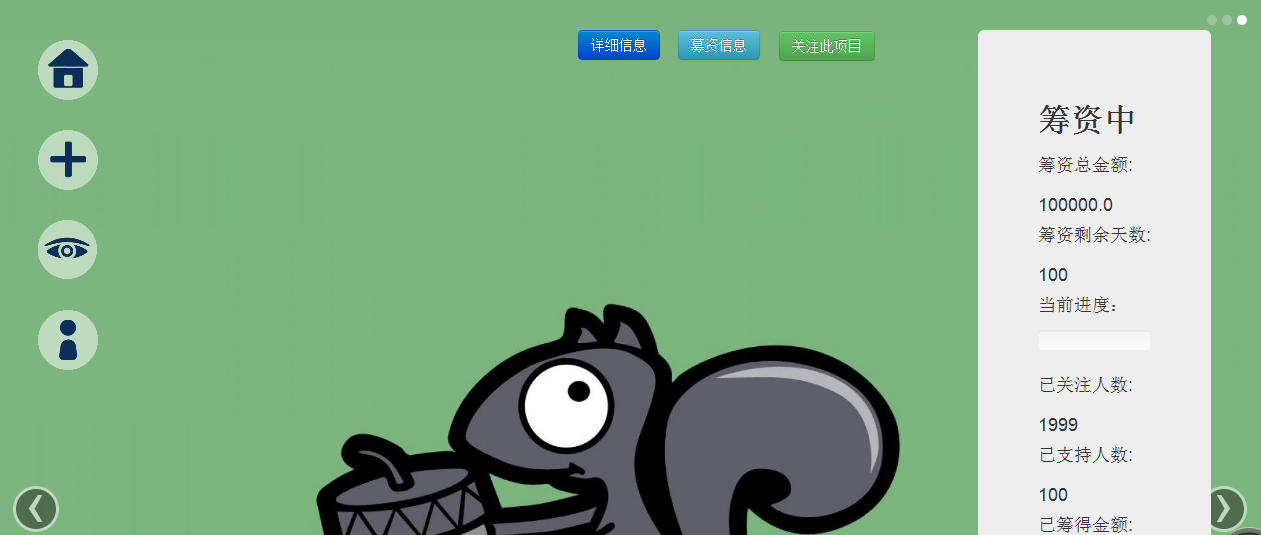 详细信息
募资信息
关注此项目
筹资中
筹资总金额:
100000.0
筹资剩余天数:
100
当前进度：
已关注人数:
1999
已支持人数:
100
已筹得金额: